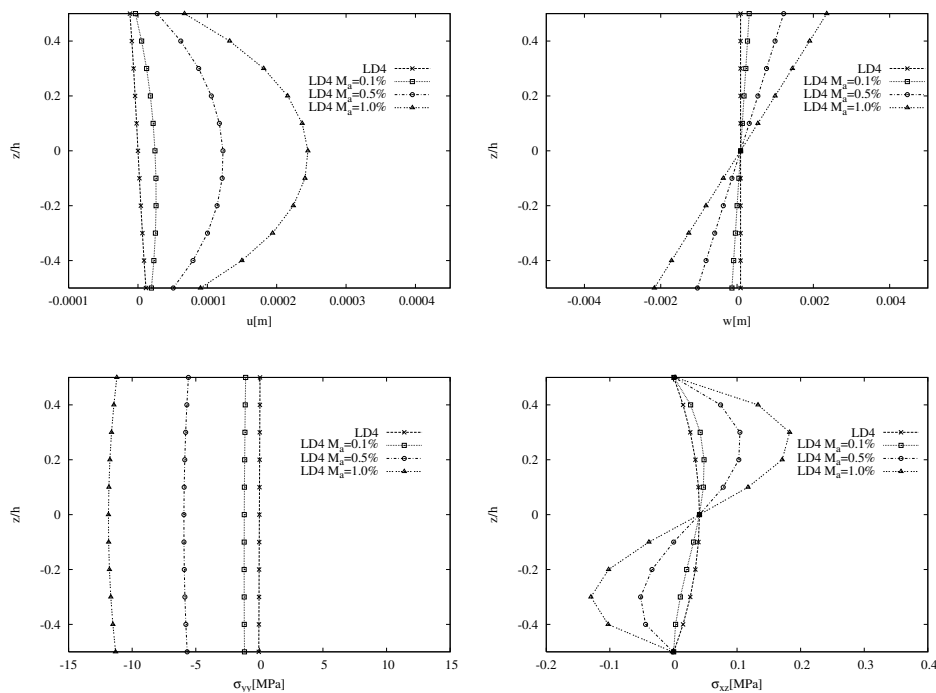 0.4
0.2
0
-0.2
-0.4
z/h
-0.0001
0
0.0001
0.0002
0.0003
0.0004
u[m]
LD4
LD4 Ma=0.1%
LD4 Ma=0.5%
LD4 Ma=1.0%
0.4
0.2
0
-0.2
-0.4
z/h
-0.004
-0.002
0
0.002
0.004
w[m]
LD4
LD4 Ma=0.1%
LD4 Ma=0.5%
LD4 Ma=1.0%
0.4
0.2
0
-0.2
-0.4
z/h
-15
-10
-5
0
5
10
15
σyy[MPa]
LD4
LD4 Ma=0.1%
LD4 Ma=0.5%
LD4 Ma=1.0%
0.4
0.2
0
-0.2
-0.4
z/h
-0.2
-0.1
0
0.1
0.2
0.3
0.4
σxz[MPa]
LD4
LD4 Ma=0.1%
LD4 Ma=0.5%
LD4 Ma=1.0%